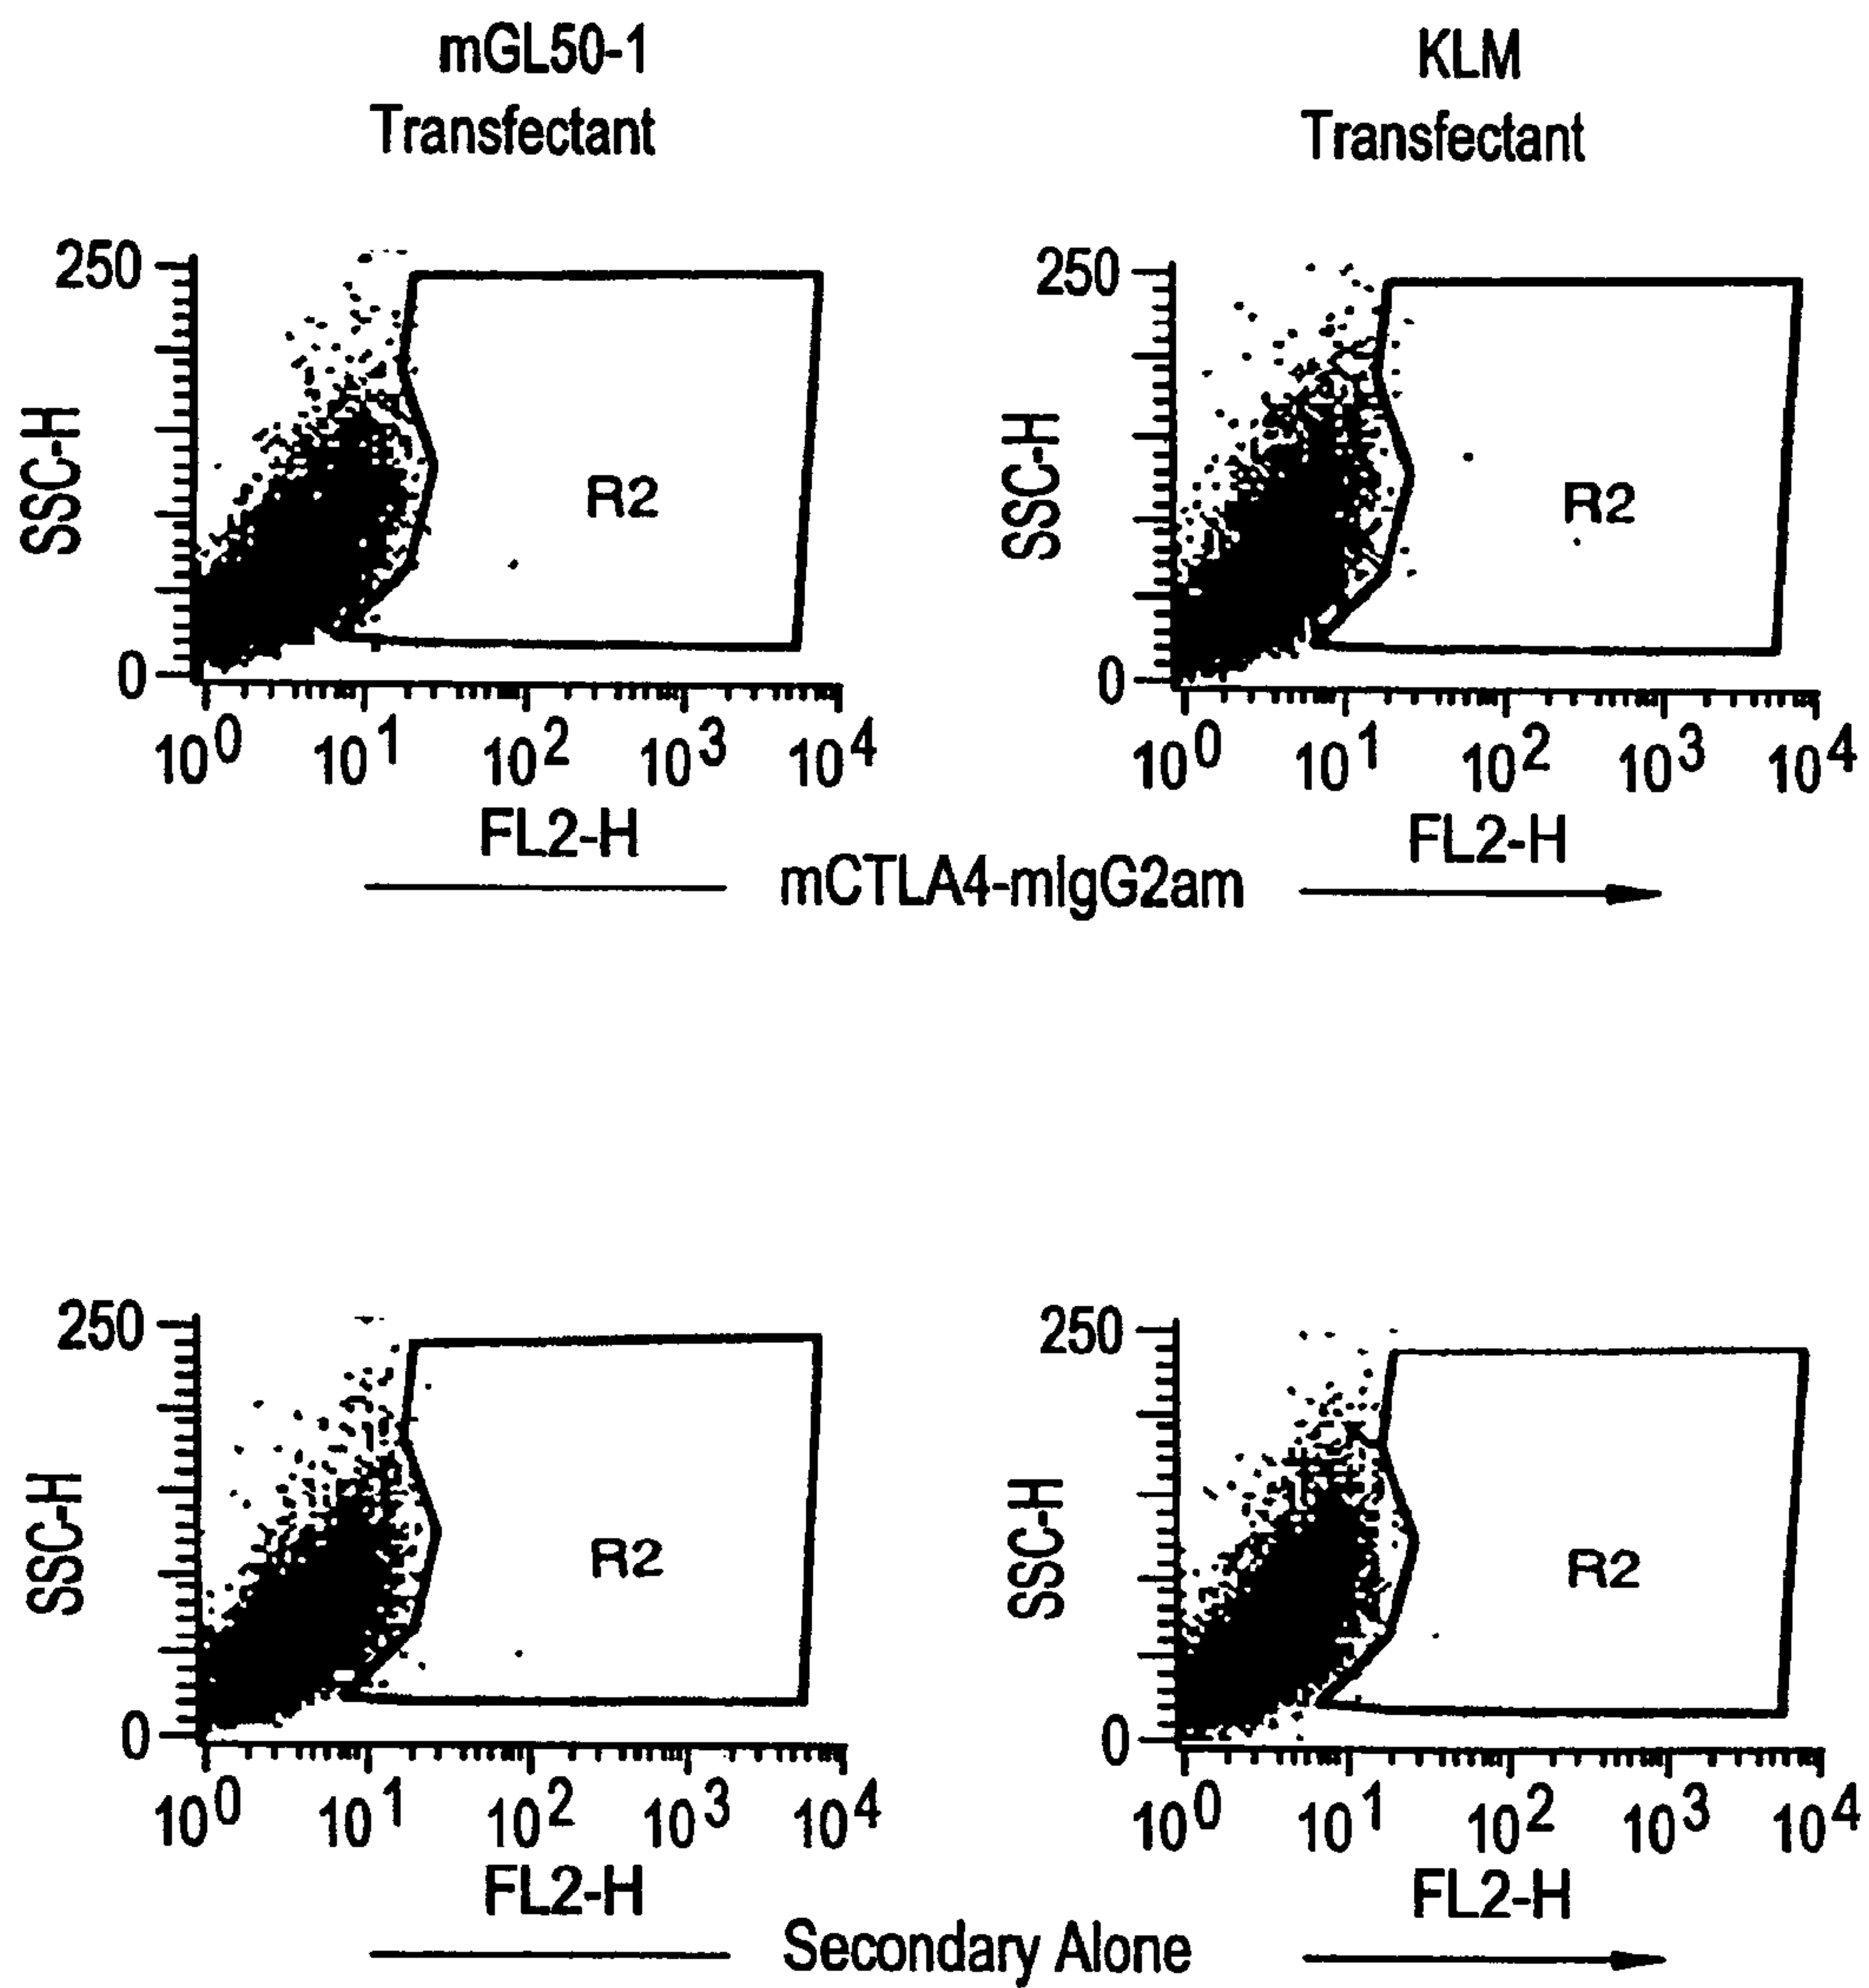 mGL50-1
Transfectant
KLM
Transfectant
250
SSC-H
R2
0
10^0 10^1 10^2 10^3 10^4
FL2-H
250
SSC-H
R2
0
10^0 10^1 10^2 10^3 10^4
FL2-H
mCTLA4-mIgG2am
250
SSC-H
R2
0
10^0 10^1 10^2 10^3 10^4
FL2-H
250
SSC-H
R2
0
10^0 10^1 10^2 10^3 10^4
FL2-H
Secondary Alone